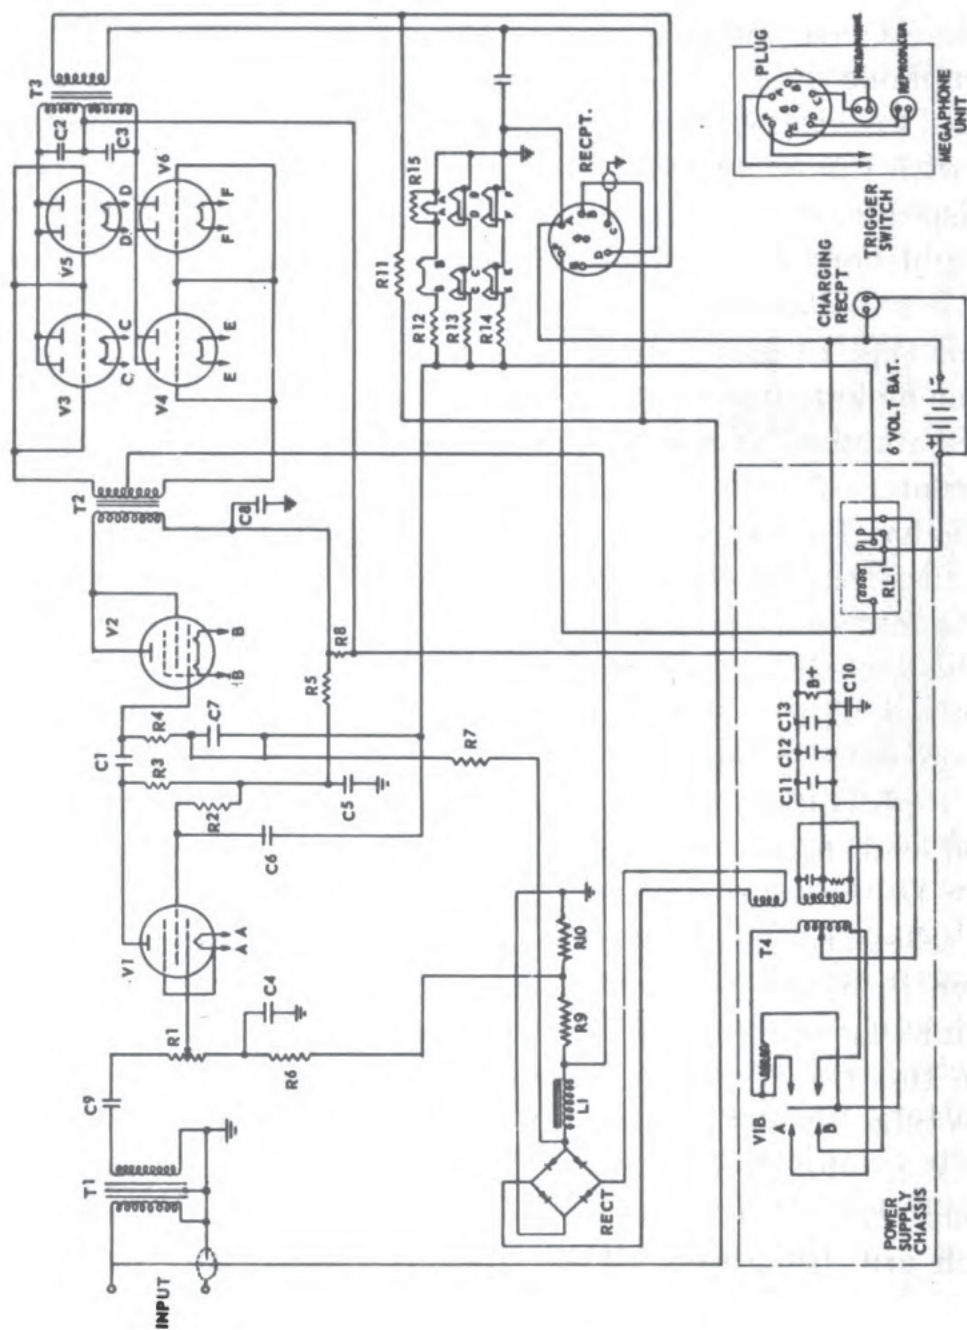 T3
C2
C3
V5
V6
D D
F F
V3
V4
C C
E E
T2
C8
V2
B B
R8
R5
C1
R4
C7
R3
R2
C5
C6
R7
V1
A A
R1
C4
R6
C9
T1
INPUT
R15
R11
R12
R13
R14
A A
B B
C C
D D
E E
F F
RECPT.
A
B
C
D
E
F
R10
R9
L1
RECT
PLUG
A
B
C
D
E
F
MICROPHONE
REPRODUCER
MEGAPHONE
UNIT
TRIGGER
SWITCH
CHARGING
RECPT
6 VOLT BAT.
+ -
RL1
B+
C10
C13
C12
C11
T4
VIB
A
B
POWER
SUPPLY
CHASSIS